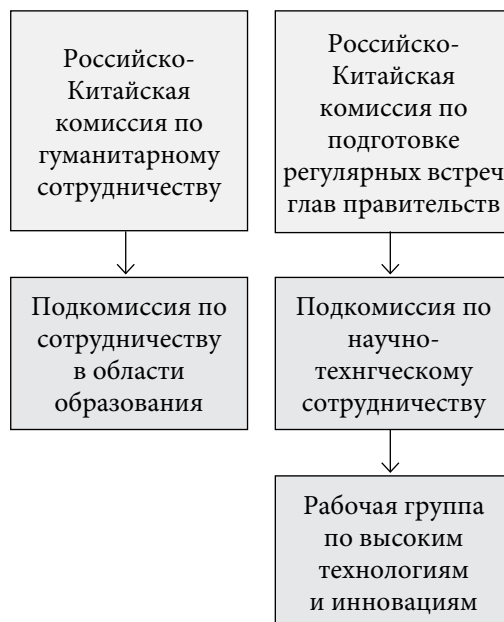 Российско-
Китайская
комиссия по
гуманитарному
сотрудничеству
Российско-
Китайская
комиссия по
подготовке
регулярных встреч
глав правительств
Подкомиссия по
сотрудничеству
в области
образования
Подкомиссия по
научно-
технгческому
сотрудничеству
Рабочая группа
по высоким
технологиям
и инновациям